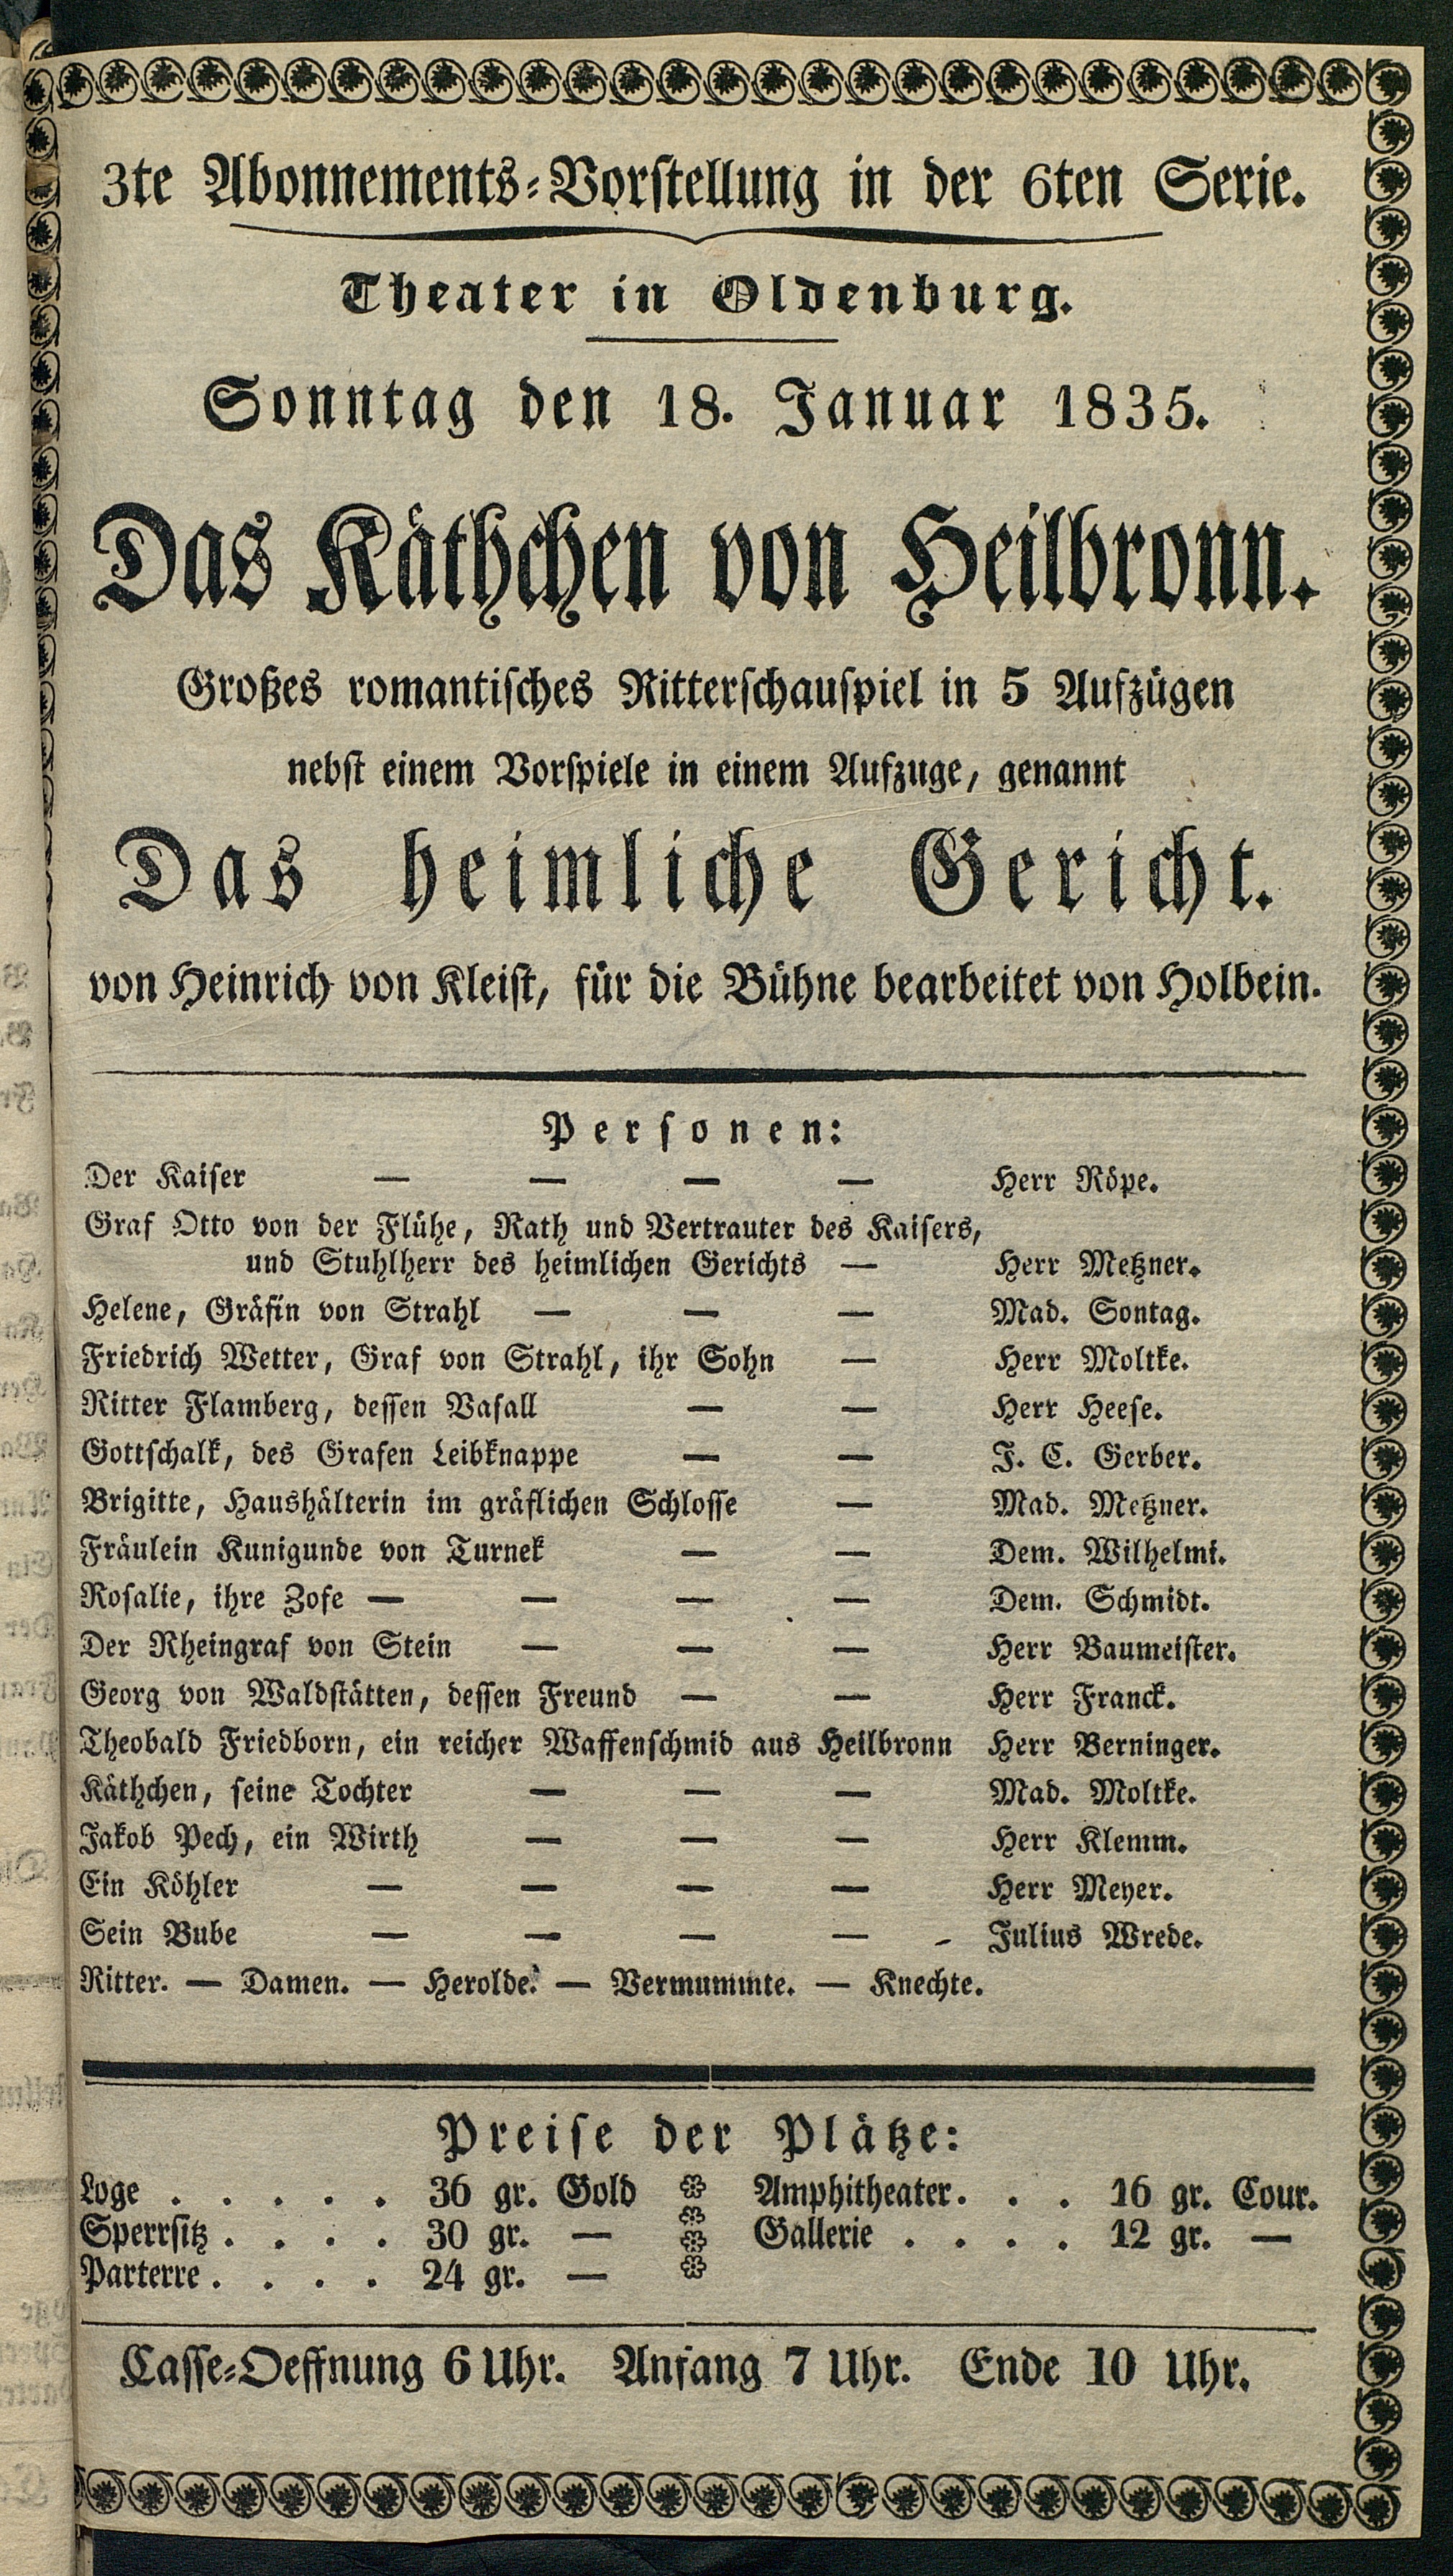 3te Abonnements-Vorstellung in der 6ten Serie.
Theater in Oldenburg.
Sonntag den 18. Januar 1835.
Das Käthchen von Heilbronn.
Großes romantisches Ritterschauspiel in 5 Aufzügen
nebst einem Vorspiele in einem Aufzuge, genannt
Das heimliche Gericht.
von Heinrich von Kleist, für die Bühne bearbeitet von Holbein.
Personen:
Der Kaiser — — — — Herr Röpe.
Graf Otto von der Flühe, Rath und Vertrauter des Kaisers,
und Stuhlherr des heimlichen Gerichts — Herr Metzner.
Helene, Gräfin von Strahl — — — Mad. Sontag.
Friedrich Wetter, Graf von Strahl, ihr Sohn — Herr Moltke.
Ritter Flamberg, dessen Vasall — — Herr Heese.
Gottschalk, des Grafen Leibknappe — — J. C. Gerber.
Brigitte, Haushälterin im gräflichen Schlosse — Mad. Metzner.
Fräulein Kunigunde von Turnek — — Dem. Wilhelmi.
Rosalie, ihre Zofe — — — — Dem. Schmidt.
Der Rheingraf von Stein — — — Herr Baumeister.
Georg von Waldstätten, dessen Freund — — Herr Franck.
Theobald Friedborn, ein reicher Waffenschmid aus Heilbronn Herr Berninger.
Käthchen, seine Tochter — — — Mad. Moltke.
Jakob Pech, ein Wirth — — — Herr Klemm.
Ein Köhler — — — — Herr Meyer.
Sein Bube — — — — - Julius Wrede.
Ritter. — Damen. — Herolde. — Vermummte. — Knechte.
Preise der Plätze:
Loge . . . . . 36 gr. Gold Amphitheater. . . 16 gr. Cour.
Sperrsitz . . . . 30 gr. — Gallerie . . . . 12 gr. —
Parterre . . . . 24 gr. —
Casse-Oeffnung 6 Uhr. Anfang 7 Uhr. Ende 10 Uhr.